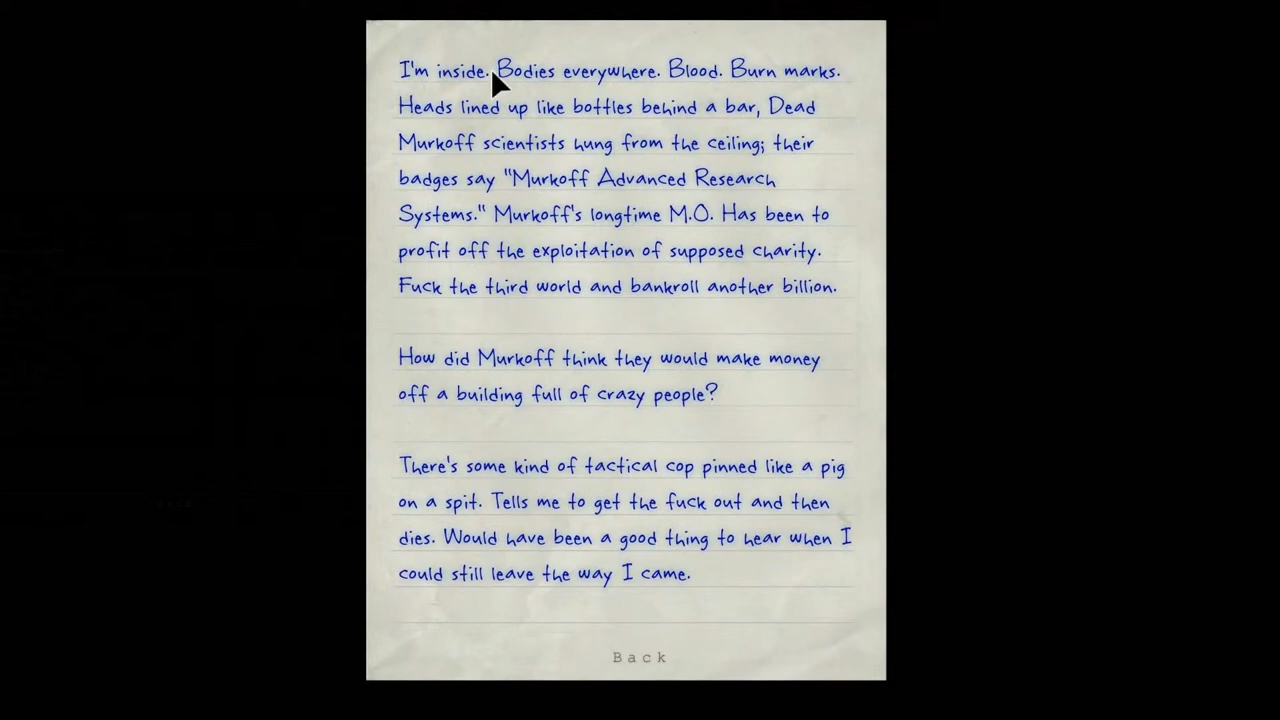 I'm inside. Bodies everywhere. Blood. Burn marks.
Heads lined up like bottles behind a bar, Dead
Murkoff scientists hung from the ceiling; their
badges say "Murkoff Advanced Research
Systems." Murkoff's longtime M.O. Has been to
profit off the exploitation of supposed charity.
Fuck the third world and bankroll another billion.
How did Murkoff think they would make money
off a building full of crazy people?
There's some kind of tactical cop pinned like a pig
on a spit. Tells me to get the fuck out and then
dies. Would have been a good thing to hear when I
could still leave the way I came.
Back